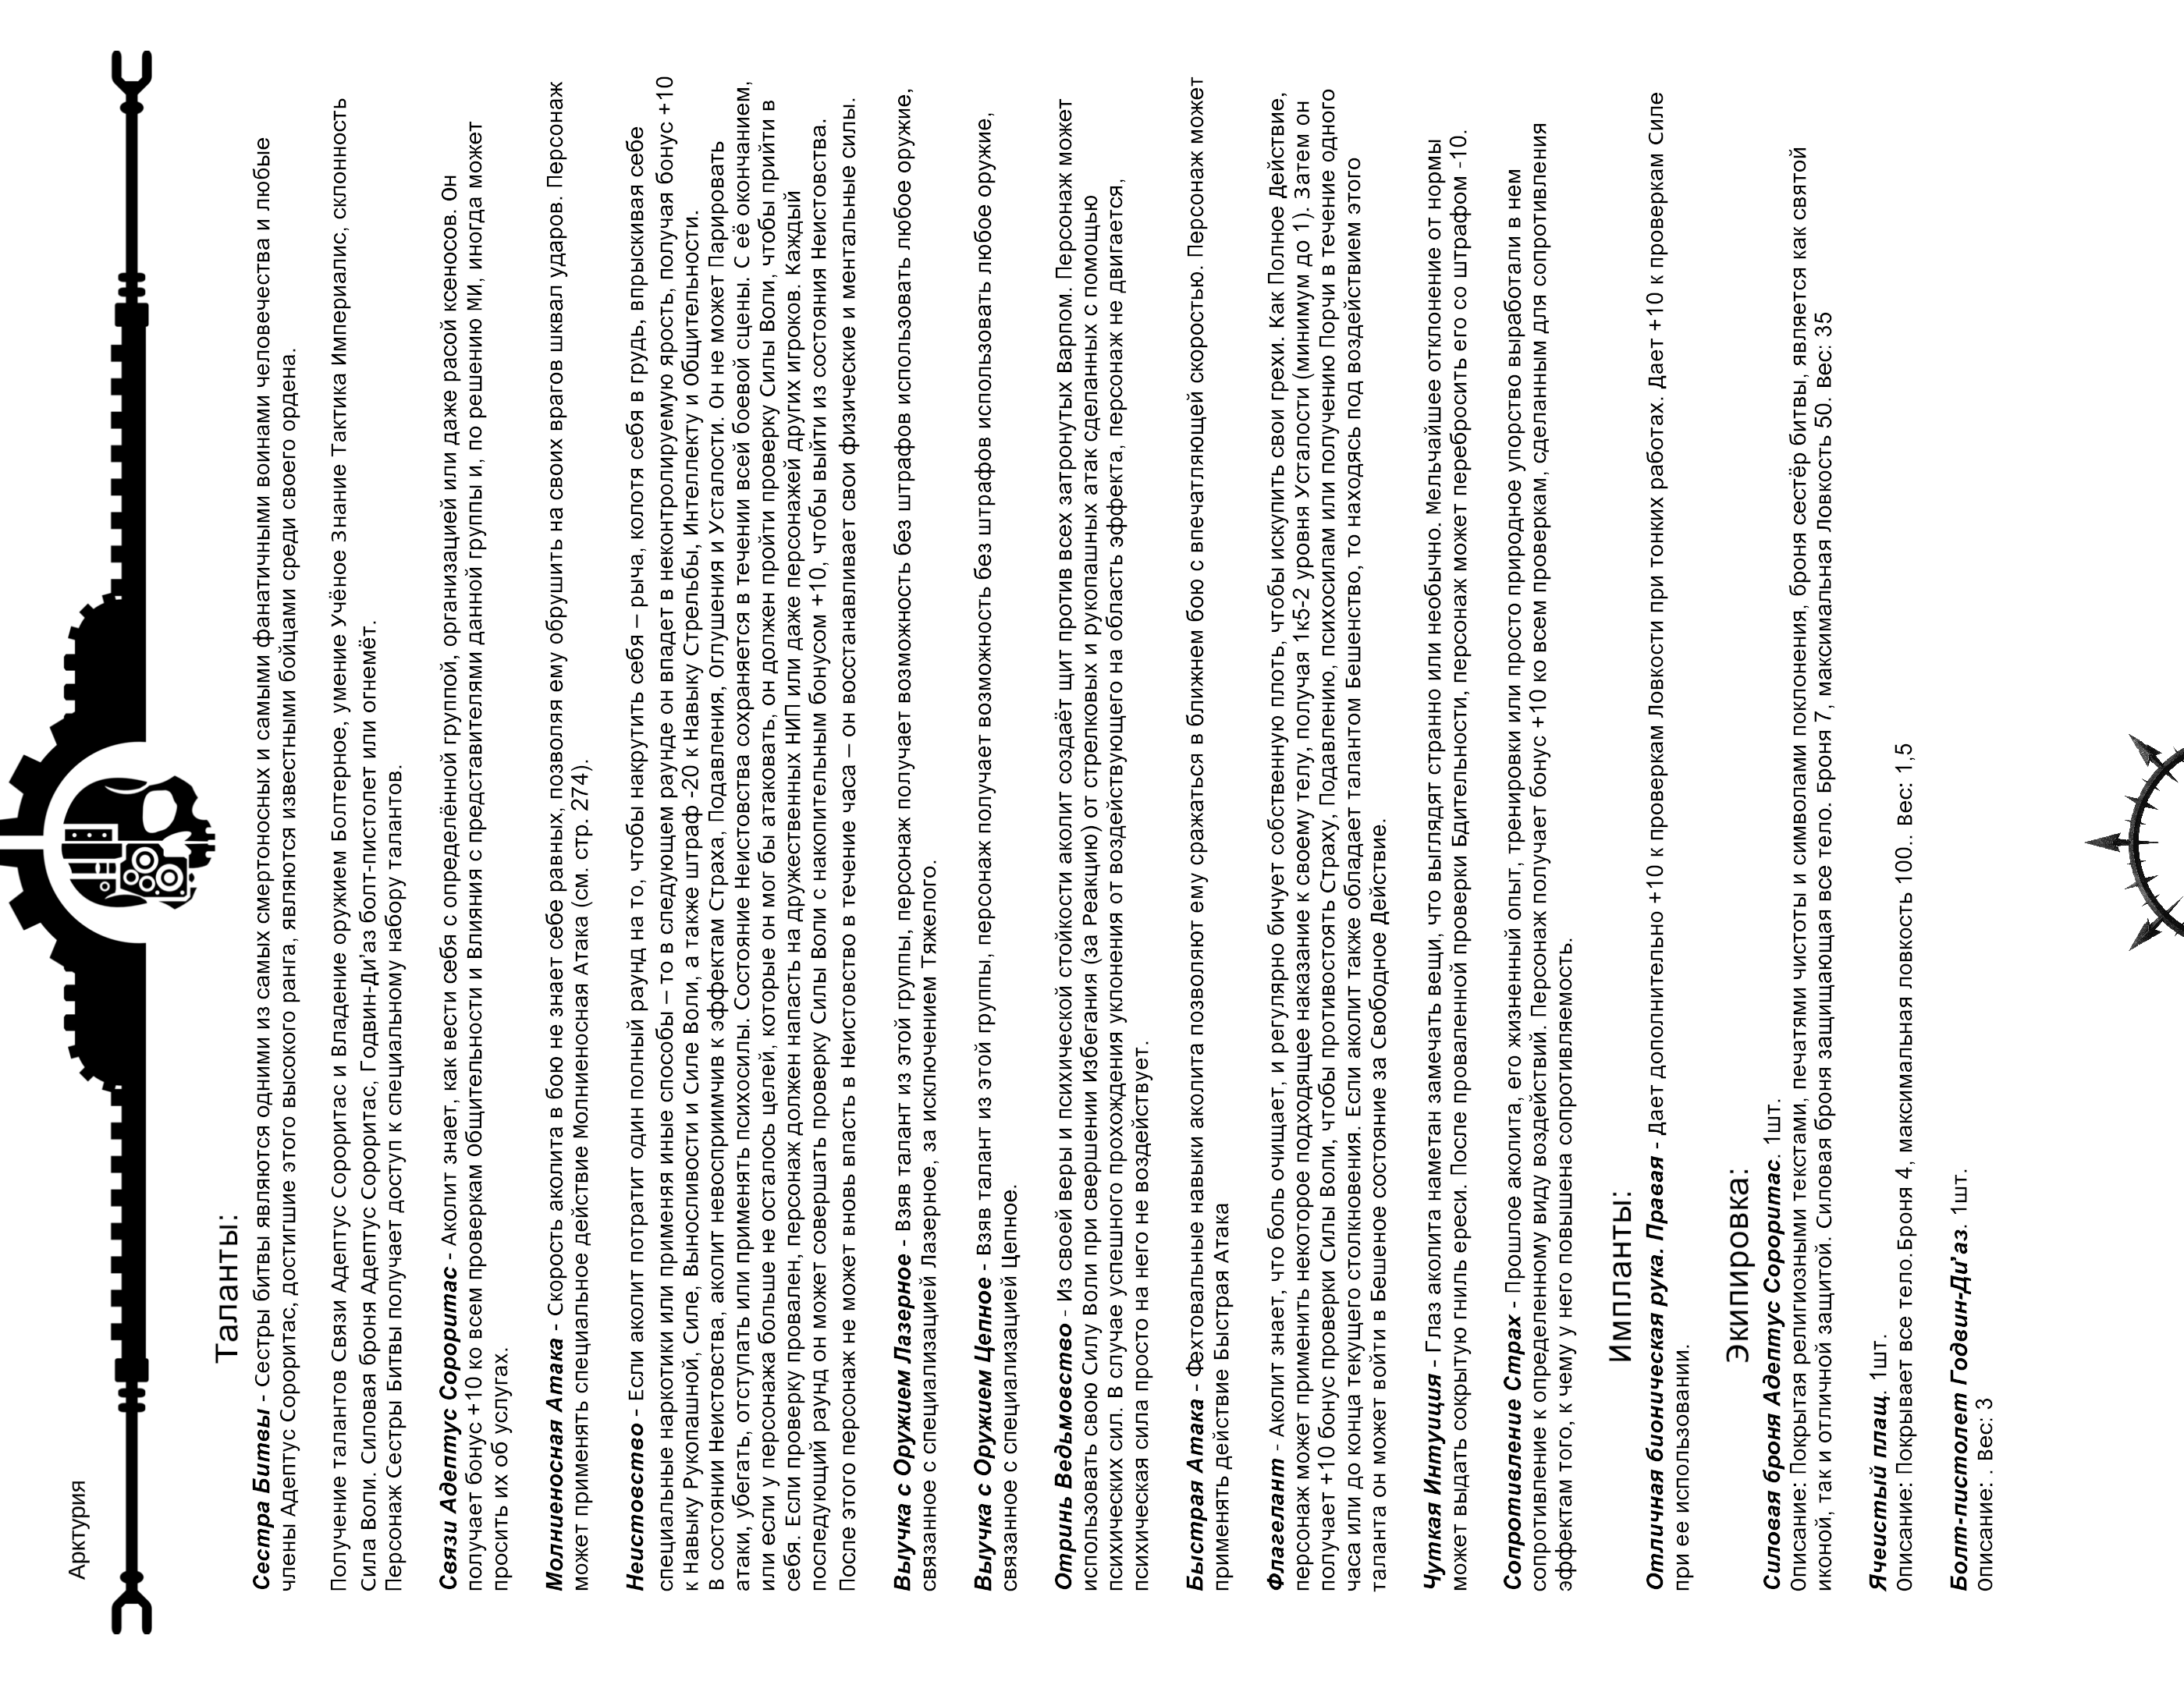 Арктурия
Таланты:
Сестра Битвы - Сестры битвы являются одними из самых смертоносных и самыми фанатичными воинами человечества и любые
члены Адептус Сороритас, достигшие этого высокого ранга, являются известными бойцами среди своего ордена.
Получение талантов Связи Адептус Сороритас и Владение оружием Болтерное, умение Учёное Знание Тактика Империалис, склонность
Сила Воли. Силовая броня Адептус Сороритас, Годвин-Ди’аз болт-пистолет или огнемёт.
Персонаж Сестры Битвы получает доступ к специальному набору талантов.
Связи Адептус Сороритас - Аколит знает, как вести себя с определённой группой, организацией или даже расой ксеносов. Он
получает бонус +10 ко всем проверкам Общительности и Влияния с представителями данной группы и, по решению МИ, иногда может
просить их об услугах.
Молниеносная Атака - Скорость аколита в бою не знает себе равных, позволяя ему обрушить на своих врагов шквал ударов. Персонаж
может применять специальное действие Молниеносная Атака (см. стр. 274).
Неистовство - Если аколит потратит один полный раунд на то, чтобы накрутить себя – рыча, колотя себя в грудь, впрыскивая себе
специальные наркотики или применяя иные способы – то в следующем раунде он впадет в неконтролируемую ярость, получая бонус +10
к Навыку Рукопашной, Силе, Выносливости и Силе Воли, а также штраф -20 к Навыку Стрельбы, Интеллекту и Общительности.
В состоянии Неистовства, аколит невосприимчив к эффектам Страха, Подавления, Оглушения и Усталости. Он не может Парировать
атаки, убегать, отступать или применять психосилы. Состояние Неистовства сохраняется в течении всей боевой сцены. С её окончанием,
или если у персонажа больше не осталось целей, которые он мог бы атаковать, он должен пройти проверку Силы Воли, чтобы прийти в
себя. Если проверку провален, персонаж должен напасть на дружественных НИП или даже персонажей других игроков. Каждый
последующий раунд он может совершать проверку Силы Воли с накопительным бонусом +10, чтобы выйти из состояния Неистовства.
После этого персонаж не может вновь впасть в Неистовство в течение часа – он восстанавливает свои физические и ментальные силы.
Выучка с Оружием Лазерное - Взяв талант из этой группы, персонаж получает возможность без штрафов использовать любое оружие,
связанное с специализацией Лазерное, за исключением Тяжелого.
Выучка с Оружием Цепное - Взяв талант из этой группы, персонаж получает возможность без штрафов использовать любое оружие,
связанное с специализацией Цепное.
Отринь Ведьмовство - Из своей веры и психической стойкости аколит создаёт щит против всех затронутых Варпом. Персонаж может
использовать свою Силу Воли при свершении Избегания (за Реакцию) от стрелковых и рукопашных атак сделанных с помощью
психических сил. В случае успешного прохождения уклонения от воздействующего на область эффекта, персонаж не двигается,
психическая сила просто на него не воздействует.
Быстрая Атака - Фехтовальные навыки аколита позволяют ему сражаться в ближнем бою с впечатляющей скоростью. Персонаж может
применять действие Быстрая Атака
Флагеллант - Аколит знает, что боль очищает, и регулярно бичует собственную плоть, чтобы искупить свои грехи. Как Полное Действие,
персонаж может применить некоторое подходящее наказание к своему телу, получая 1к5-2 уровня Усталости (минимум до 1). Затем он
получает +10 бонус проверки Силы Воли, чтобы противостоять Страху, Подавлению, психосилам или получению Порчи в течение одного
часа или до конца текущего столкновения. Если аколит также обладает талантом Бешенство, то находясь под воздействием этого
таланта он может войти в Бешеное состояние за Свободное Действие.
Чуткая Интуиция - Глаз аколита наметан замечать вещи, что выглядят странно или необычно. Мельчайшее отклонение от нормы
может выдать сокрытую гниль ереси. После проваленной проверки Бдительности, персонаж может перебросить его со штрафом -10.
Сопротивление Страх - Прошлое аколита, его жизненный опыт, тренировки или просто природное упорство выработали в нем
сопротивление к определенному виду воздействий. Персонаж получает бонус +10 ко всем проверкам, сделанным для сопротивления
эффектам того, к чему у него повышена сопротивляемость.
Импланты:
Отличная бионическая рука. Правая - Дает дополнительно +10 к проверкам Ловкости при тонких работах. Дает +10 к проверкам Силе
при ее использовании.
Экипировка:
Силовая броня Адептус Сороритас. 1шт.
Описание: Покрытая религиозными текстами, печатями чистоты и символами поклонения, броня сестёр битвы, является как святой
иконой, так и отличной защитой. Силовая броня защищающая все тело. Броня 7, максимальная Ловкость 50. Вес: 35
Ячеистый плащ. 1шт.
Описание: Покрывает все тело.Броня 4, максимальная ловкость 100.. Вес: 1,5
Болт-пистолет Годвин-Ди’аз. 1шт.
Описание: . Вес: 3